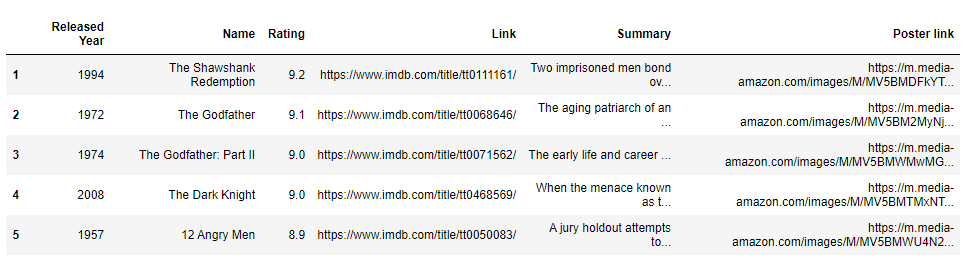 Released Year Name Rating Link Summary Poster link
1 1994 The Shawshank Redemption 9.2 https://www.imdb.com/title/tt0111161/ Two imprisoned men bond ov... https://m.media-amazon.com/images/M/MV5BMDFkYT...
2 1972 The Godfather 9.1 https://www.imdb.com/title/tt0068646/ The aging patriarch of an ... https://m.media-amazon.com/images/M/MV5BM2MyNj...
3 1974 The Godfather: Part II 9.0 https://www.imdb.com/title/tt0071562/ The early life and career ... https://m.media-amazon.com/images/M/MV5BMWMwMG...
4 2008 The Dark Knight 9.0 https://www.imdb.com/title/tt0468569/ When the menace known as t... https://m.media-amazon.com/images/M/MV5BMTMxNT...
5 1957 12 Angry Men 8.9 https://www.imdb.com/title/tt0050083/ A jury holdout attempts to... https://m.media-amazon.com/images/M/MV5BMWU4N2...